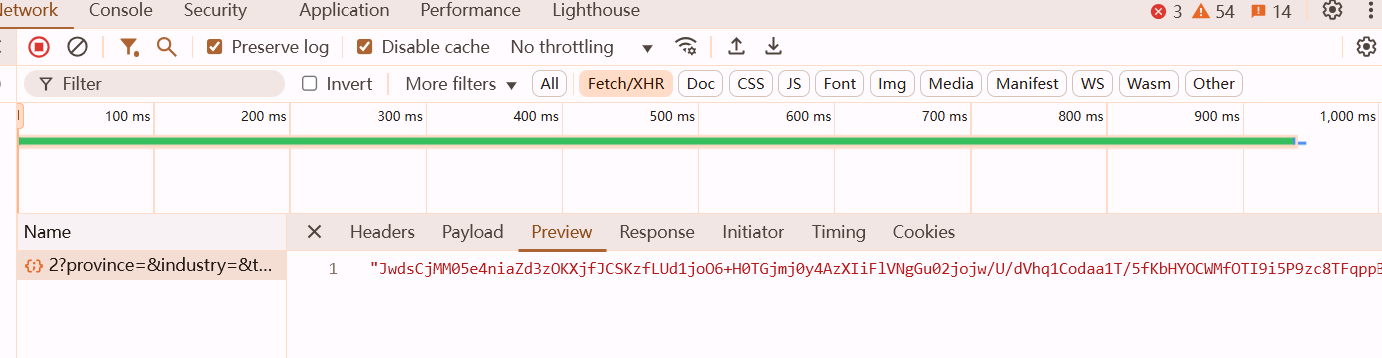 Network Console Security Application Performance Lighthouse 3 54 14
Preserve log Disable cache No throttling
Filter Invert More filters All Fetch/XHR Doc CSS JS Font Img Media Manifest WS Wasm Other
100 ms 200 ms 300 ms 400 ms 500 ms 600 ms 700 ms 800 ms 900 ms 1,000 ms
Name Headers Payload Preview Response Initiator Timing Cookies
2?province=&industry=&t... 1 "JwdsCjMM05e4niaZd3zOKXjfJCSKzfLUd1joO6+H0TGjmj0y4AzXIiFlVNgGu02jojw/U/dVhq1Codaa1T/5fKbHYOCWMfOTI9i5P9zc8TFqppB